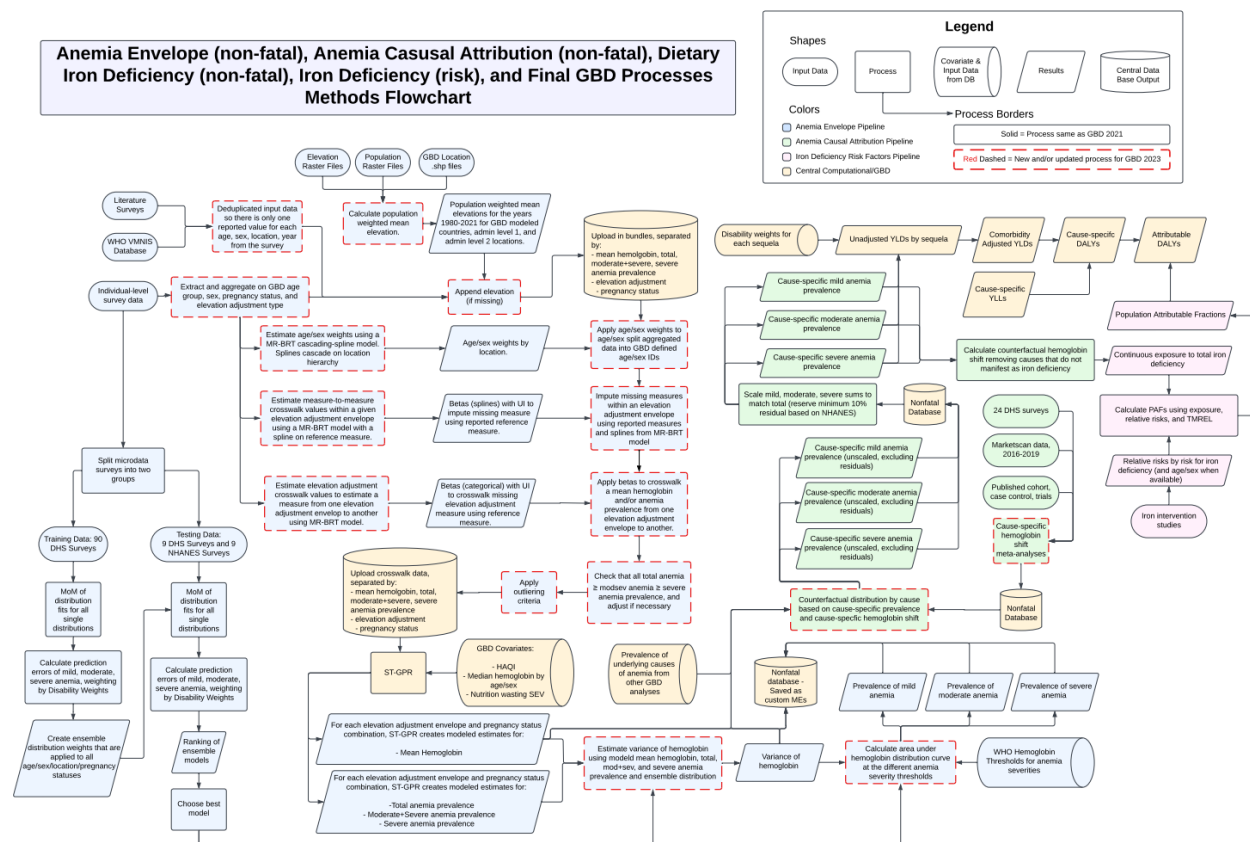 Anemia Envelope (non-fatal), Anemia Casusal Attribution (non-fatal), Dietary
Iron Deficiency (non-fatal), Iron Deficiency (risk), and Final GBD Processes
Methods Flowchart
Legend
Shapes
Input Data
Process
Covariate &
Input Data
from DB
Results
Central Data
Base Output
Colors
Anemia Envelope Pipeline
Anemia Causal Attribution Pipeline
Iron Deficiency Risk Factors Pipeline
Central Computational/GBD
Process Borders
Solid = Process same as GBD 2021
Red Dashed = New and/or updated process for GBD 2023
Elevation
Raster Files
Population
Raster Files
GBD Location
.shp files
Literature
Surveys
WHO VMNIS
Database
Deduplicated input data
so there is only one
reported value for each
age, sex, location, year
from the survey
Calculate population
weighted mean
elevation.
Population weighted mean
elevations for the years
1980-2021 for GBD modeled
countries, admin level 1, and
admin level 2 locations.
Upload in bundles, separated
by:
- mean hemolgobin, total,
moderate+severe, severe
anemia prevalence
- elevation adjustment
- pregnancy status
Individual-level
survey data
Extract and aggregate on GBD age
group, sex, pregnancy status, and
elevation adjustment type
Append elevation
(if missing)
Estimate age/sex weights using a
MR-BRT cascading-spline model.
Splines cascade on location
hierarchy
Age/sex weights by
location.
Apply age/sex weights to
age/sex split aggregated
data into GBD defined
age/sex IDs
Estimate measure-to-measure
crosswalk values within a given
elevation adjustment envelope
using a MR-BRT model with a
spline on reference measure.
Betas (splines) with UI to
impute missing measure
using reported reference
measure.
Impute missing measures
within an elevation
adjustment envelope
using reported measures
and splines from MR-BRT
model
Estimate elevation adjustment
crosswalk values to estimate a
measure from one elevation
adjustment envelop to another
using MR-BRT model.
Betas (categorical) with UI
to crosswalk missing
elevation adjustment
measure using reference
measure.
Apply betas to crosswalk
a mean hemoglobin
and/or anemia
prevalence from one
elevation adjustment
envelope to another.
Check that all total anemia
≥ modsev anemia ≥ severe
anemia prevalence, and
adjust if necessary
Apply
outliering
criteria
Upload crosswalk data,
separated by:
- mean hemolgobin, total,
moderate+severe, severe
anemia prevalence
- elevation adjustment
- pregnancy status
ST-GPR
GBD Covariates:
- HAQI
- Median hemoglobin by
age/sex
- Nutrition wasting SEV
Split microdata
surveys into two
groups
Training Data: 90
DHS Surveys
Testing Data:
9 DHS Surveys and 9
NHANES Surveys
MoM of
distribution
fits for all
single
distributions
MoM of
distribution
fits for all
single
distributions
Calculate prediction
errors of mild, moderate,
severe anemia, weighting
by Disability Weights
Calculate prediction
errors of mild, moderate,
severe anemia, weighting
by Disability Weights
Create ensemble
distribution weights that are
applied to all
age/sex/location/pregnancy
statuses
Ranking of
ensemble
models
Choose best
model
For each elevation adjustment envelope and pregnancy status
combination, ST-GPR creates modeled estimates for:
- Mean Hemoglobin
For each elevation adjustment envelope and pregnancy status
combination, ST-GPR creates modeled estimates for:
-Total anemia prevalence
- Moderate+Severe anemia prevalence
- Severe anemia prevalence
Estimate variance of hemoglobin
using modeld mean hemoglobin, total,
mod+sev, and severe anemia
prevalence and ensemble distribution
Variance of
hemoglobin
Calculate area under
hemoglobin distribution curve
at the different anemia
severity thresholds
WHO Hemoglobin
Thresholds for anemia
severities
Prevalence of mild
anemia
Prevalence of
moderate anemia
Prevalence of severe
anemia
Nonfatal
database -
Saved as
custom MEs
Prevalence of
underlying causes
of anemia from
other GBD
analyses
Counterfactual distribution by cause
based on cause-specific prevalence
and cause-specfic hemoglobin shift
Nonfatal
Database
Cause-specific
hemoglobin
shift
meta-analyses
24 DHS surveys
Marketscan data,
2016-2019
Published cohort,
case control, trials
Cause-specific mild anemia
prevalence (unscaled, excluding
residuals)
Cause-specific moderate anemia
prevalence (unscaled, excluding
residuals)
Cause-specific severe anemia
prevalence (unscaled, excluding
residuals)
Scale mild, moderate, severe sums to
match total (reserve minimum 10%
residual based on NHANES)
Nonfatal
Database
Cause-specific mild anemia
prevalence
Cause-specific moderate anemia
prevalence
Cause-specific severe anemia
prevalence
Disability weights for
each sequela
Unadjusted YLDs by sequela
Comorbidity
Adjusted YLDs
Cause-specific
DALYs
Attributable
DALYs
Cause-specific
YLLs
Population Attributable Fractions
Calculate counterfactual hemoglobin
shift removing causes that do not
manifest as iron deficiency
Continuous exposure to total iron
deficiency
Calculate PAFs using exposure,
relative risks, and TMREL
Relative risks by risk for iron
deficiency (and age/sex when
available)
Iron intervention
studies